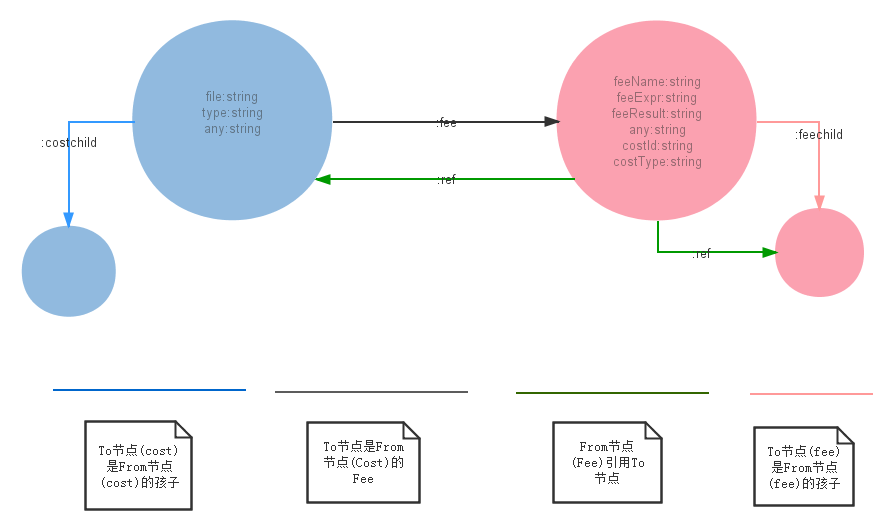 file:string
type:string
any:string
feeName:string
feeExpr:string
feeResult:string
any:string
costId:string
costType:string
:costchild
:fee
:feechild
:ref
:ref
To节点(cost)
是From节点
(cost)的孩子
To节点是From
节点(Cost)的
Fee
From节点
(Fee)引用To
节点
To节点(fee)
是From节点
(fee)的孩子